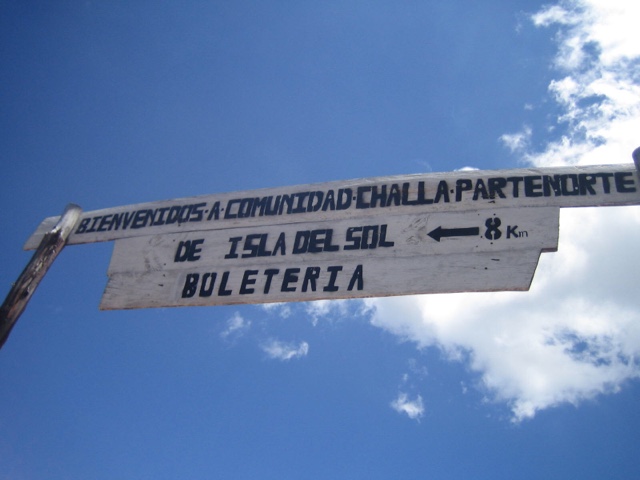 BIENVENIDOS·A·COMUNIDAD·CHALLA·PARTENORTE
DE ISLA DEL SOL ← 8 Km
BOLETERIA